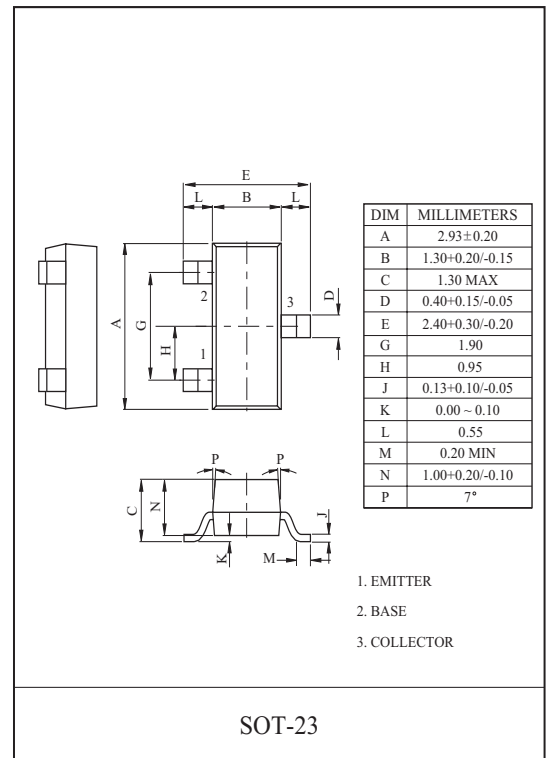 E
L B L
A
G
H
D
2
3
1
DIM MILLIMETERS
A 2.93±0.20
B 1.30+0.20/-0.15
C 1.30 MAX
D 0.40+0.15/-0.05
E 2.40+0.30/-0.20
G 1.90
H 0.95
J 0.13+0.10/-0.05
K 0.00 ~ 0.10
L 0.55
M 0.20 MIN
N 1.00+0.20/-0.10
P 7°
P P
C
N
K
M
J
1. EMITTER
2. BASE
3. COLLECTOR
SOT-23